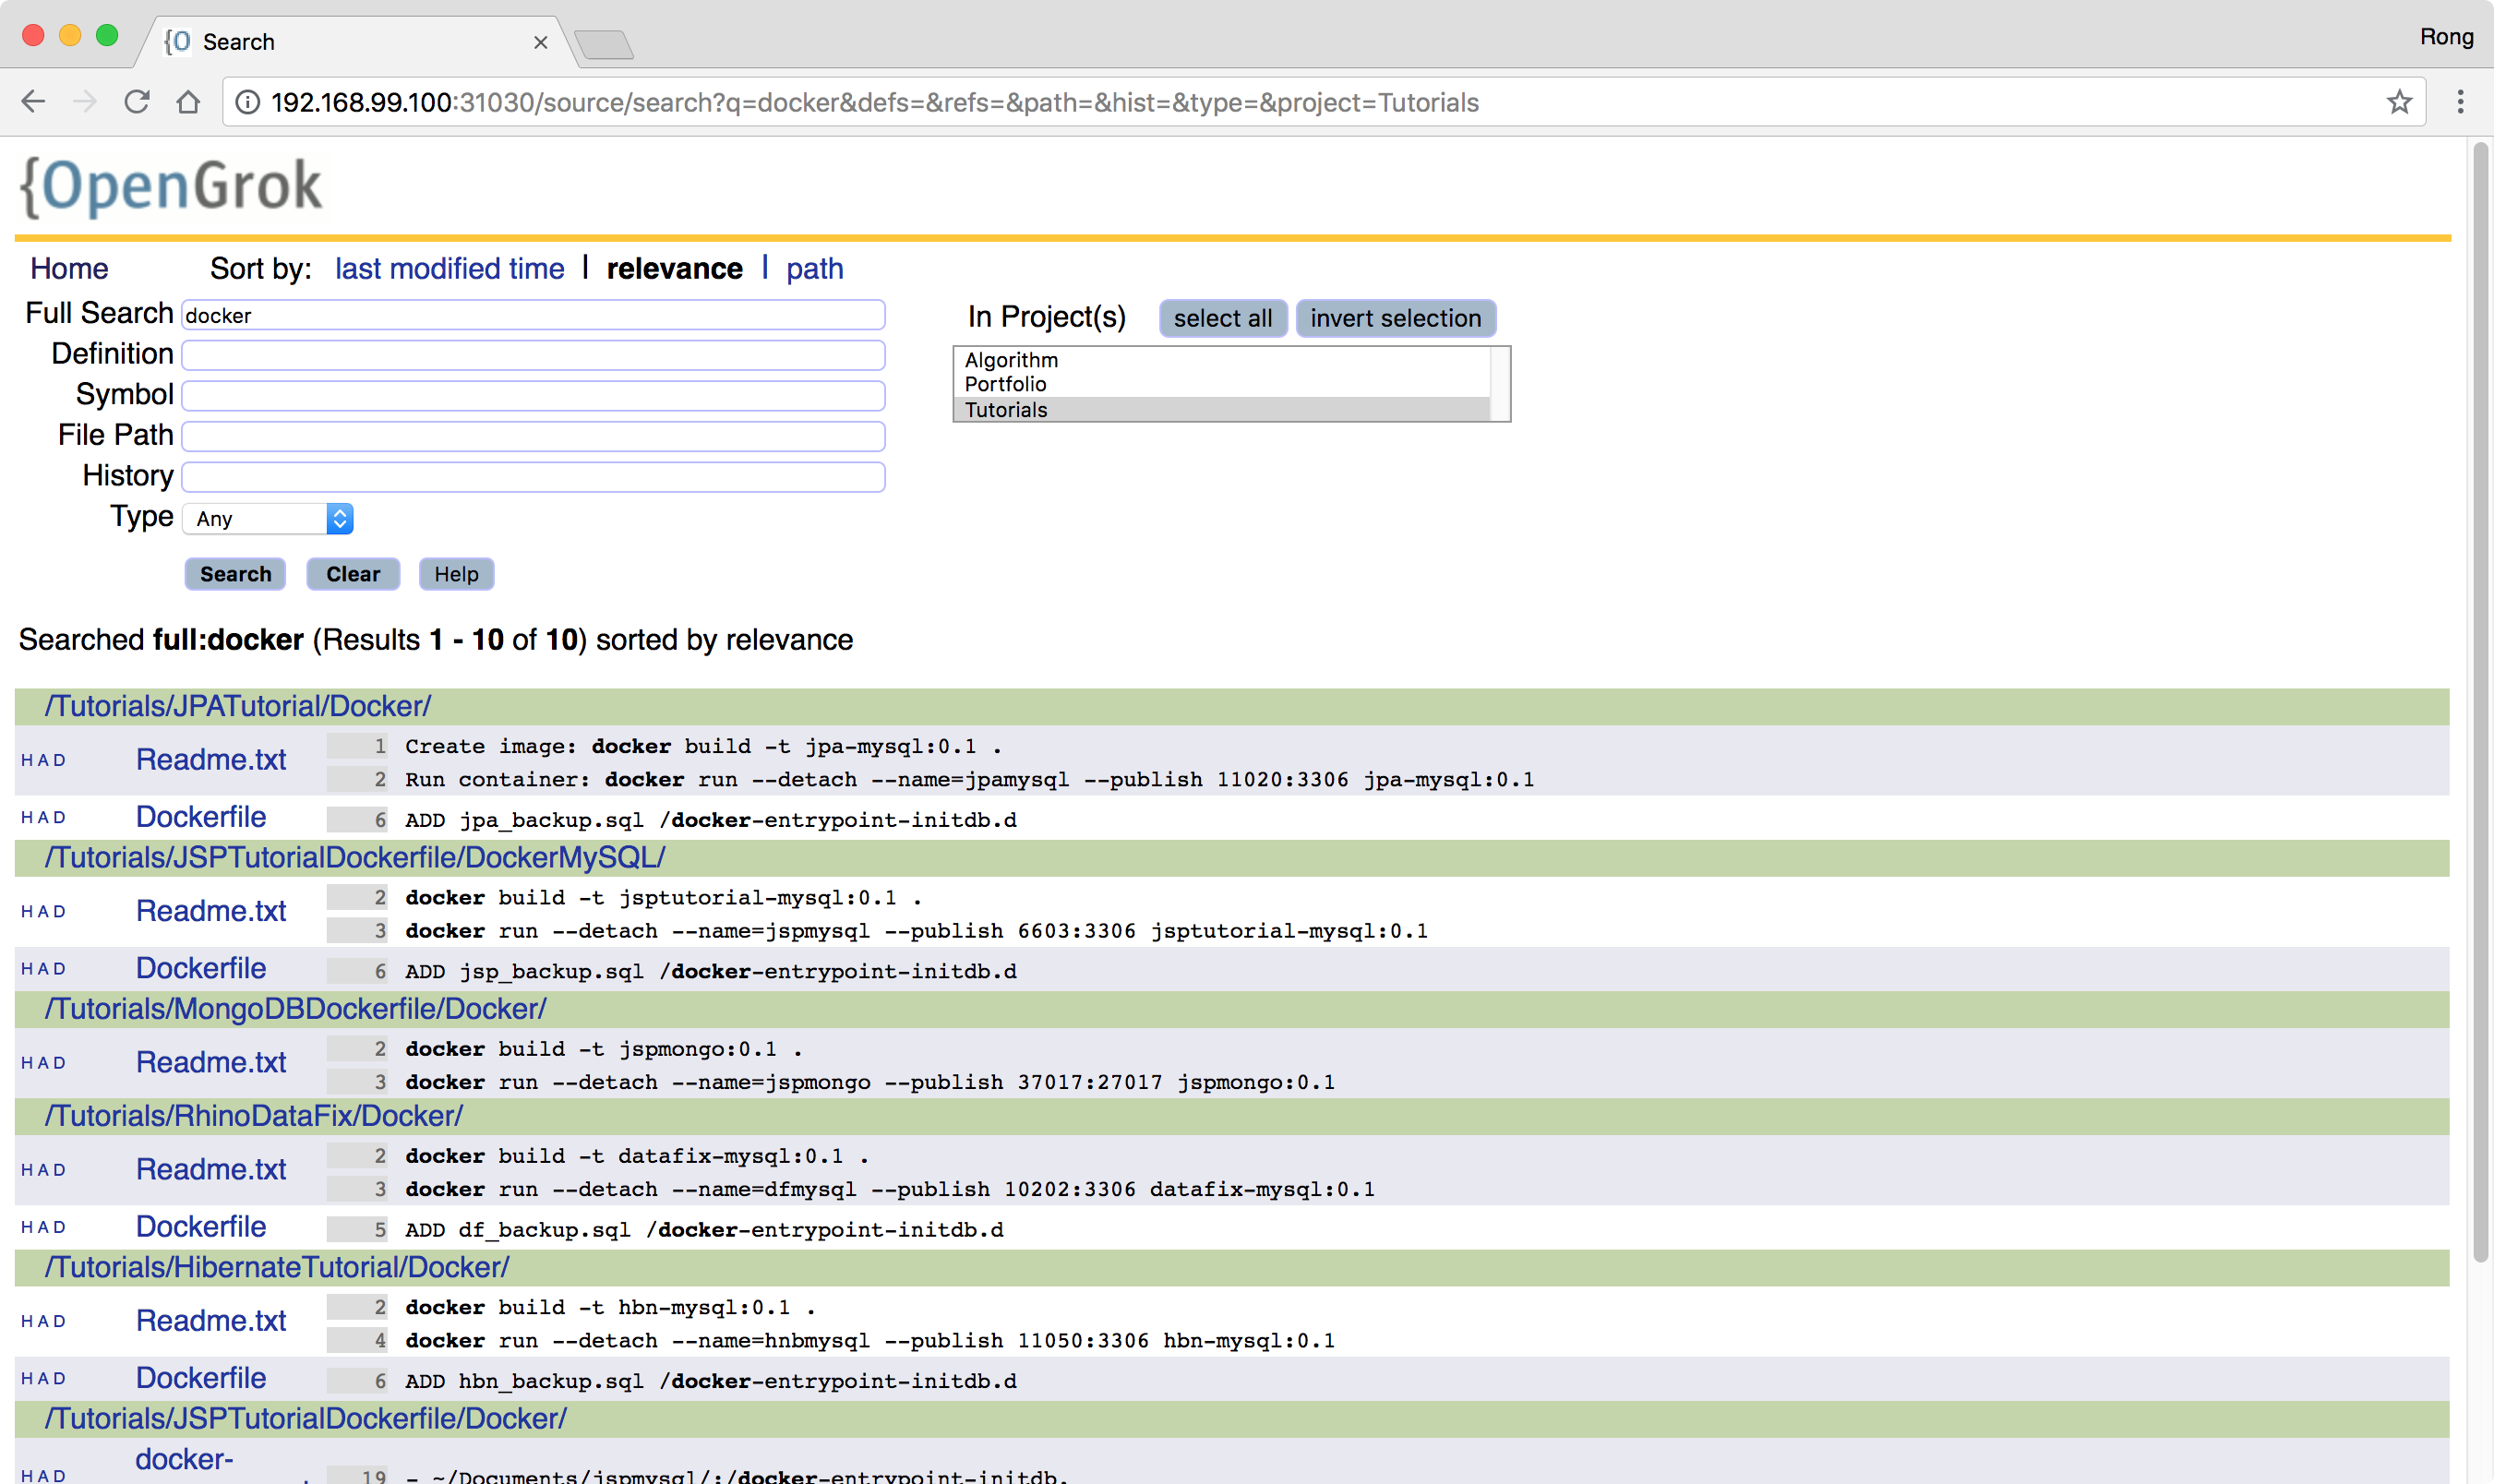 {O Search
Rong
192.168.99.100:31030/source/search?q=docker&defs=&refs=&path=&hist=&type=&project=Tutorials
{OpenGrok
Home Sort by: last modified time | relevance | path
Full Search docker
In Project(s) select all invert selection
Definition
Algorithm
Portfolio
Symbol
Tutorials
File Path
History
Type Any
Search Clear Help
Searched full:docker (Results 1 - 10 of 10) sorted by relevance
/Tutorials/JPATutorial/Docker/
H A D Readme.txt 1 Create image: docker build -t jpa-mysql:0.1 .
2 Run container: docker run --detach --name=jpamysql --publish 11020:3306 jpa-mysql:0.1
H A D Dockerfile 6 ADD jpa_backup.sql /docker-entrypoint-initdb.d
/Tutorials/JSPTutorialDockerfile/DockerMySQL/
H A D Readme.txt 2 docker build -t jsptutorial-mysql:0.1 .
3 docker run --detach --name=jspmysql --publish 6603:3306 jsptutorial-mysql:0.1
H A D Dockerfile 6 ADD jsp_backup.sql /docker-entrypoint-initdb.d
/Tutorials/MongoDBDockerfile/Docker/
H A D Readme.txt 2 docker build -t jspmongo:0.1 .
3 docker run --detach --name=jspmongo --publish 37017:27017 jspmongo:0.1
/Tutorials/RhinoDataFix/Docker/
H A D Readme.txt 2 docker build -t datafix-mysql:0.1 .
3 docker run --detach --name=dfmysql --publish 10202:3306 datafix-mysql:0.1
H A D Dockerfile 5 ADD df_backup.sql /docker-entrypoint-initdb.d
/Tutorials/HibernateTutorial/Docker/
H A D Readme.txt 2 docker build -t hbn-mysql:0.1 .
4 docker run --detach --name=hnbmysql --publish 11050:3306 hbn-mysql:0.1
H A D Dockerfile 6 ADD hbn_backup.sql /docker-entrypoint-initdb.d
/Tutorials/JSPTutorialDockerfile/Docker/
docker-
H A D 19 - ~/Documents/jspmysql/:/docker-entrypoint-initdb.